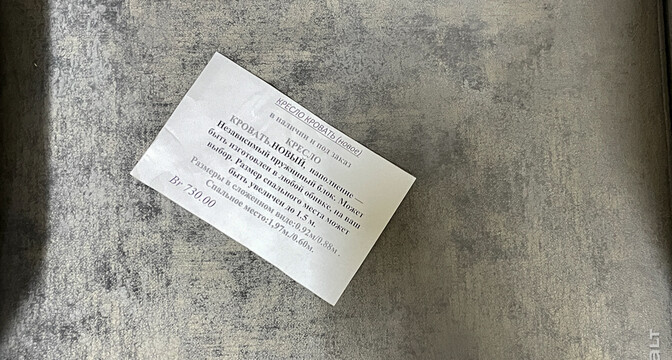 КРЕСЛО КРОВАТЬ (новое)
в наличии и под заказ
КРЕСЛО
КРОВАТЬ.НОВЫЙ, наполнение —
Независимый пружинный блок. Может
быть изготовлен в любой обивке, на ваш
выбор. Размер спального места может
быть увеличен до 1.5 м.
Размеры в сложенном виде:0.92м/0.88м .
Спальное место:1,97м./0.60м.
Br 730.00